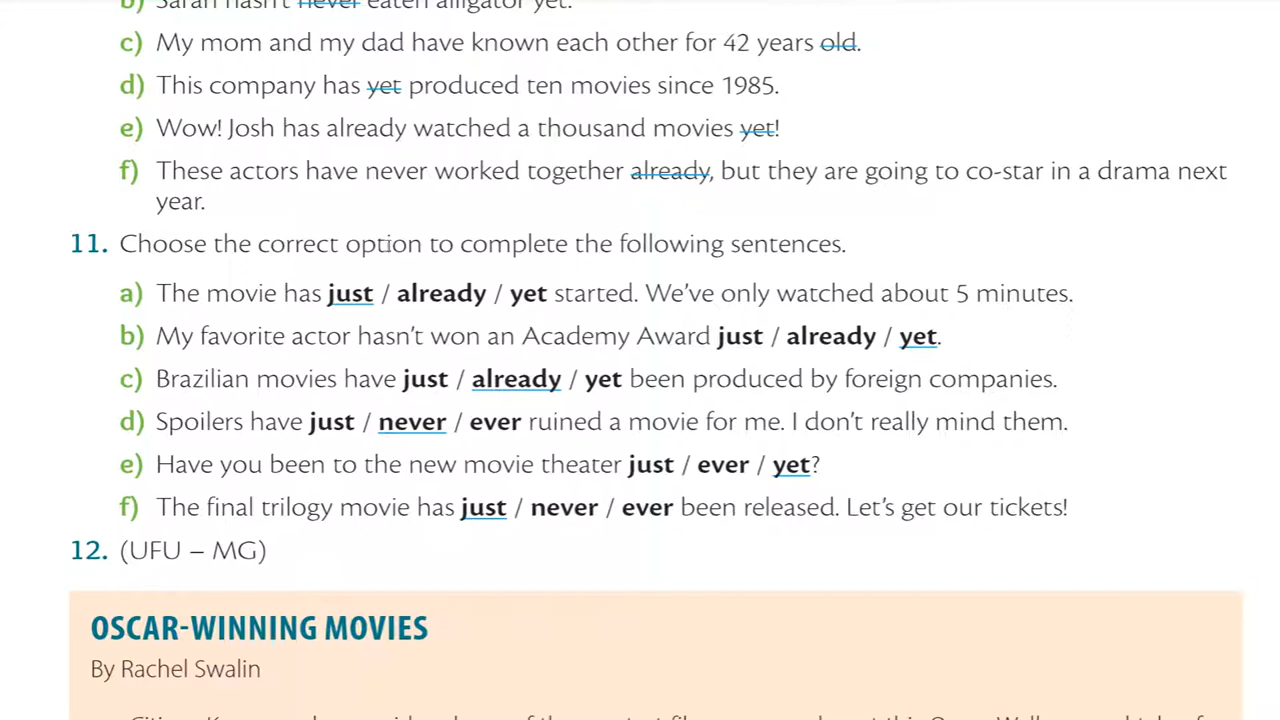 b) Sarah hasn't never eaten alligator yet.
c) My mom and my dad have known each other for 42 years old.
d) This company has yet produced ten movies since 1985.
e) Wow! Josh has already watched a thousand movies yet!
f) These actors have never worked together already, but they are going to co-star in a drama next
year.
11. Choose the correct option to complete the following sentences.
a) The movie has just / already / yet started. We've only watched about 5 minutes.
b) My favorite actor hasn't won an Academy Award just / already / yet.
c) Brazilian movies have just / already / yet been produced by foreign companies.
d) Spoilers have just / never / ever ruined a movie for me. I don't really mind them.
e) Have you been to the new movie theater just / ever / yet?
f) The final trilogy movie has just / never / ever been released. Let's get our tickets!
12. (UFU – MG)
OSCAR-WINNING MOVIES
By Rachel Swalin